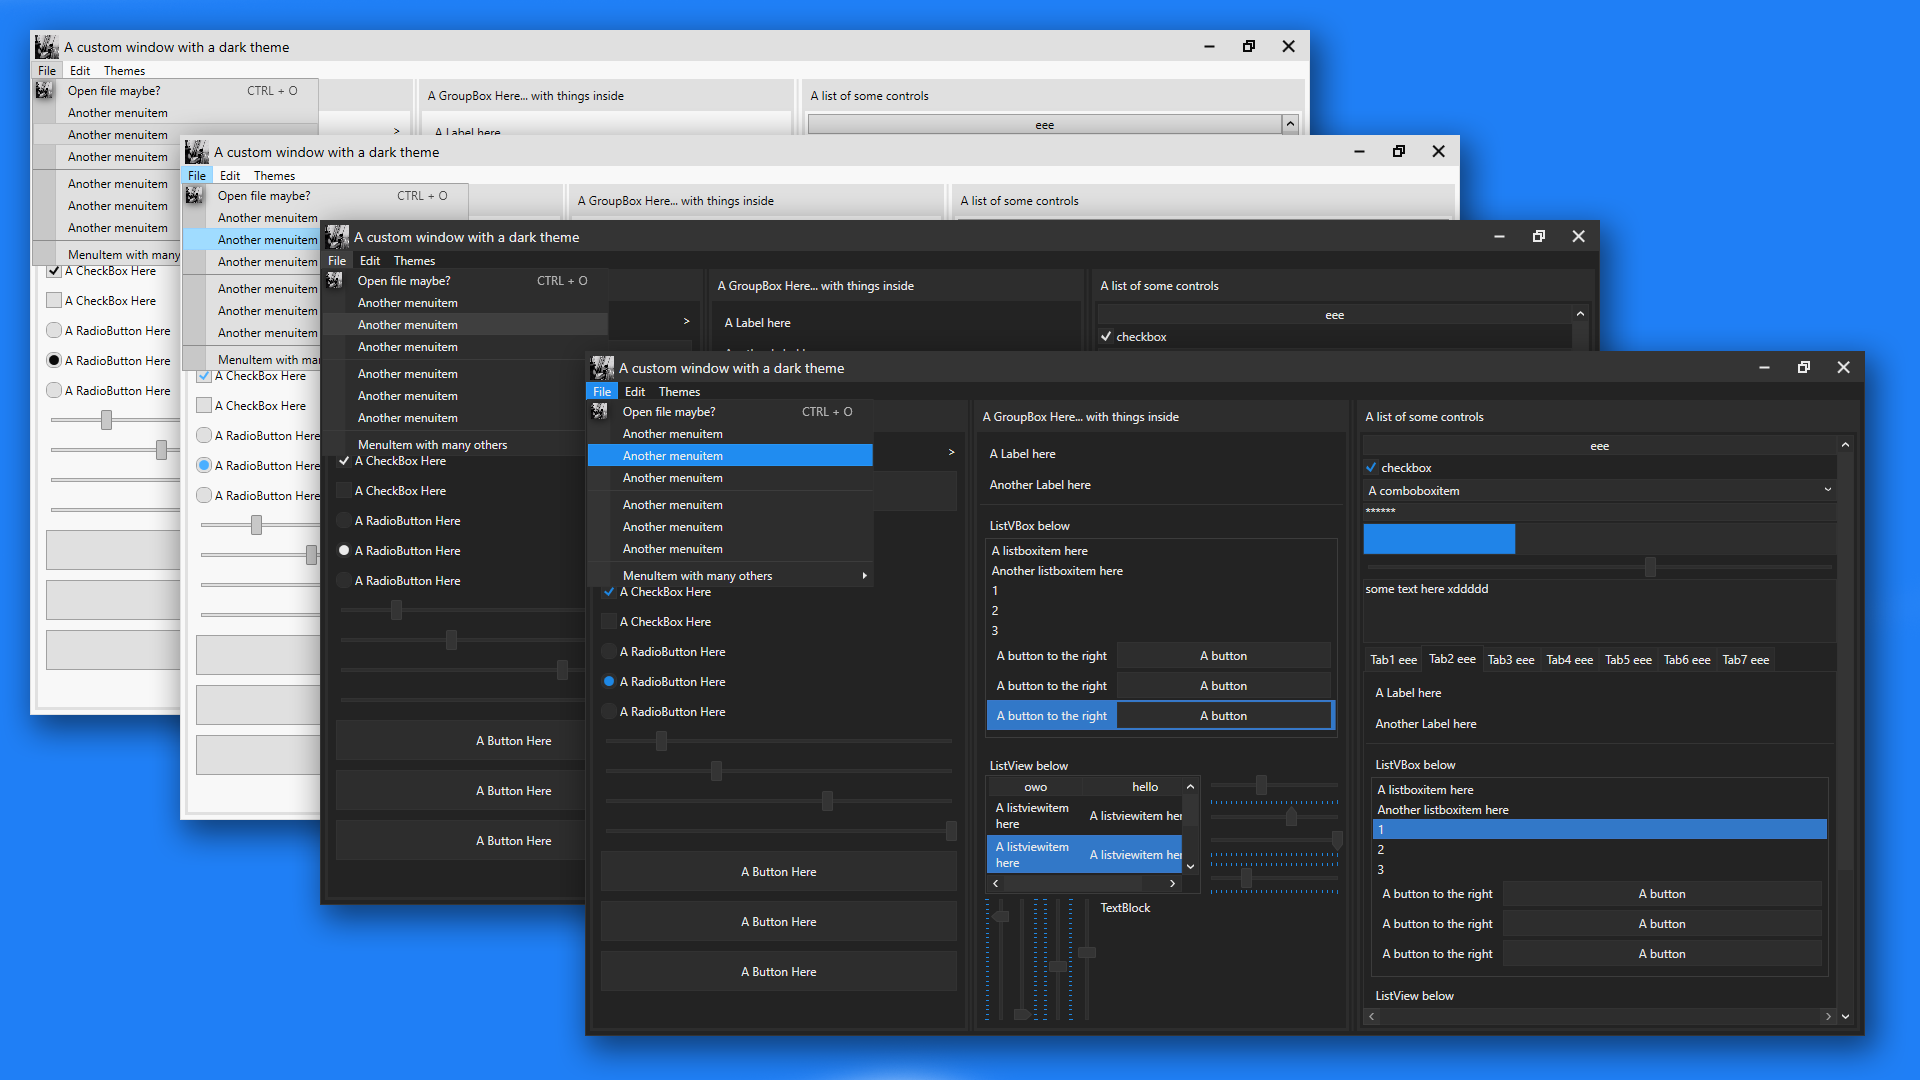 A custom window with a dark theme
File Edit Themes
Open file maybe? CTRL + O
Another menuitem
Another menuitem
Another menuitem
Another menuitem
Another menuitem
Another menuitem
MenuItem with many
A CheckBox Here
A CheckBox Here
A RadioButton Here
A RadioButton Here
A RadioButton Here
>
A GroupBox Here... with things inside
A Label here
A list of some controls
eee
A custom window with a dark theme
File Edit Themes
Open file maybe? CTRL + O
Another menuitem
Another menuitem
Another menuitem
Another menuitem
Another menuitem
Another menuitem
MenuItem with many
A CheckBox Here
A CheckBox Here
A RadioButton Here
A RadioButton Here
A RadioButton Here
A GroupBox Here... with things inside
A list of some controls
A custom window with a dark theme
File Edit Themes
Open file maybe? CTRL + O
Another menuitem
Another menuitem
Another menuitem
Another menuitem
Another menuitem
Another menuitem
MenuItem with many others
A CheckBox Here
A CheckBox Here
A RadioButton Here
A RadioButton Here
A RadioButton Here
A Button Here
A Button Here
A Button Here
>
A GroupBox Here... with things inside
A Label here
A list of some controls
eee
checkbox
A custom window with a dark theme
File Edit Themes
Open file maybe? CTRL + O
Another menuitem
Another menuitem
Another menuitem
Another menuitem
Another menuitem
Another menuitem
MenuItem with many others
A CheckBox Here
A CheckBox Here
A RadioButton Here
A RadioButton Here
A RadioButton Here
A Button Here
A Button Here
A Button Here
>
A GroupBox Here... with things inside
A Label here
Another Label here
ListVBox below
A listboxitem here
Another listboxitem here
1
2
3
A button to the right A button
A button to the right A button
A button to the right A button
ListView below
owo hello
A listviewitem here A listviewitem her
A listviewitem here A listviewitem her
TextBlock
A list of some controls
eee
checkbox
A comboboxitem
******
some text here xddddd
Tab1 eee Tab2 eee Tab3 eee Tab4 eee Tab5 eee Tab6 eee Tab7 eee
A Label here
Another Label here
ListVBox below
A listboxitem here
Another listboxitem here
1
2
3
A button to the right A button
A button to the right A button
A button to the right A button
ListView below